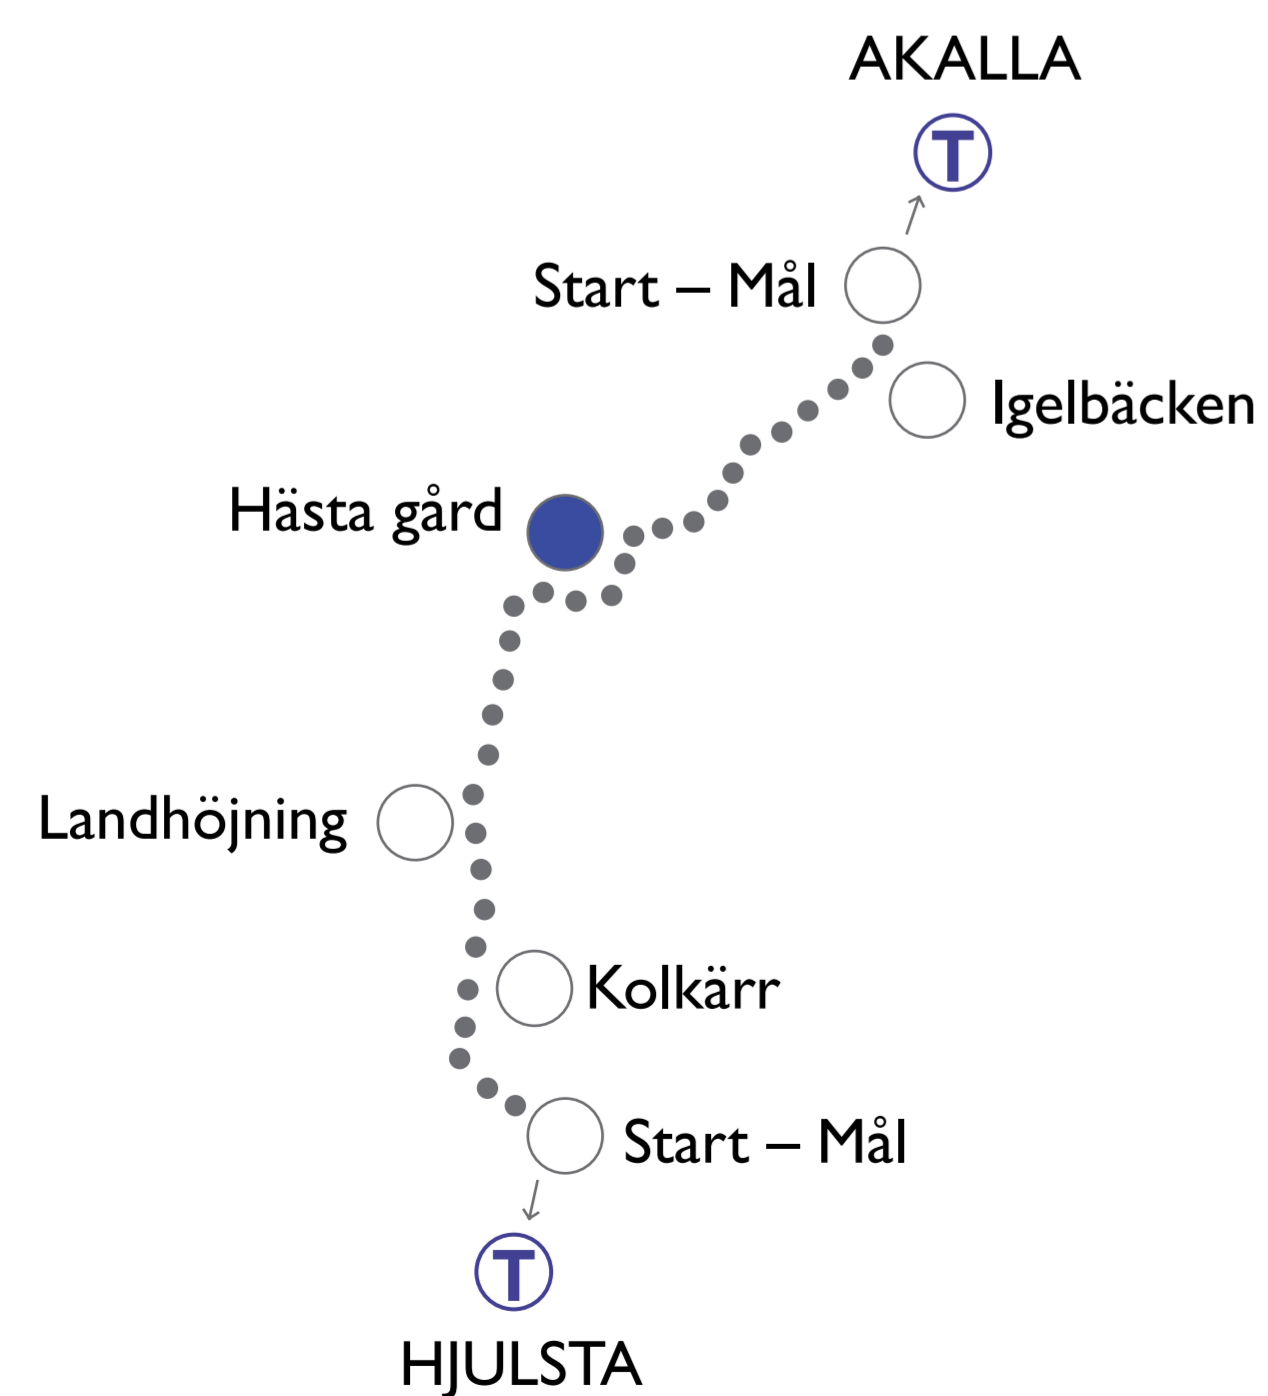 AKALLA
T
Start – Mål
Igelbäcken
Hästa gård
Landhöjning
Kolkärr
Start – Mål
T
HJULSTA